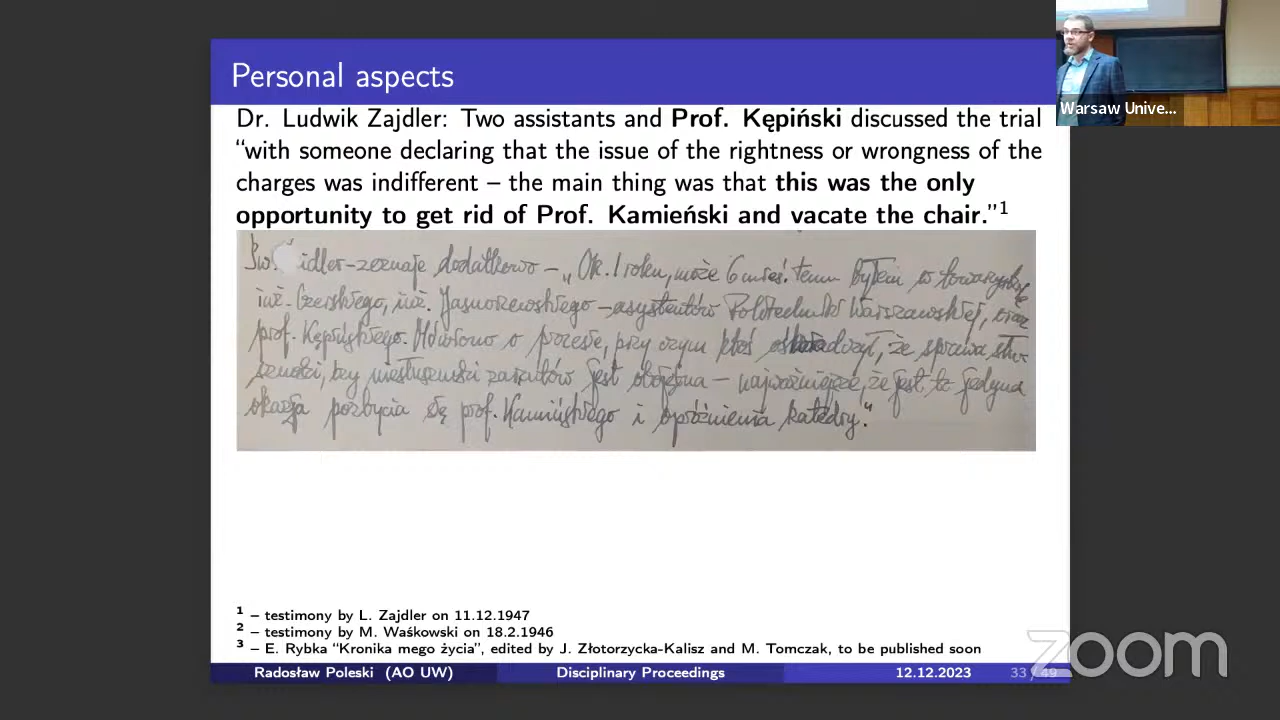 Personal aspects
Dr. Ludwik Zajdler: Two assistants and Prof. Kępiński discussed the trial
“with someone declaring that the issue of the rightness or wrongness of the
charges was indifferent – the main thing was that this was the only
opportunity to get rid of Prof. Kamieński and vacate the chair.”1
Św. idler-zeznaje dodatkowo – „Ok. 1 roku, może 6 mies. temu byłem w towarzystwie
inż. Czerskiego, inż. Jasnorzewskiego – asystentów Politechniki Warszawskiej, oraz
prof. Kępińskiego. Mówiono o procesie, przy czym ktoś oświadczył, że sprawa słu-
szności, czy niesłuszności zarzutów jest obojętna – najważniejsze, że jest to jedyna
okazja pozbycia się prof. Kamińskiego i opróżnienia katedry.“
1 – testimony by L. Zajdler on 11.12.1947
2 – testimony by M. Waśkowski on 18.2.1946
3 – E. Rybka “Kronika mego życia”, edited by J. Złotorzycka-Kalisz and M. Tomczak, to be published soon
Radosław Poleski (AO UW) Disciplinary Proceedings 12.12.2023 33 / 49
Warsaw Unive...
zoom